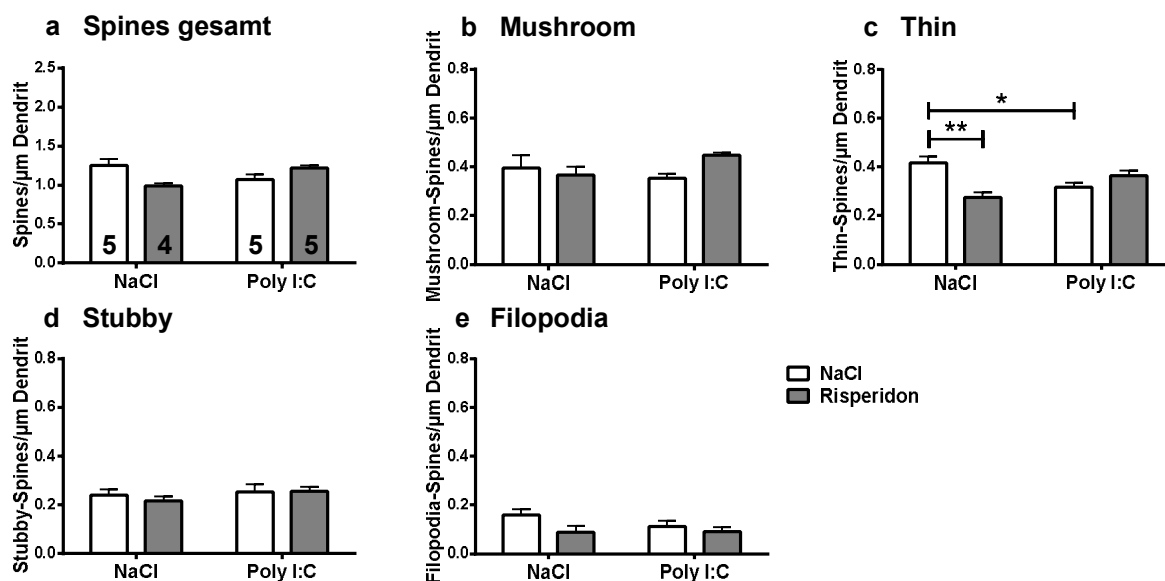 a Spines gesamt
Spines/µm Dendrit
2.5
2.0
1.5
1.0
0.5
0.0
5
4
5
5
NaCl
Poly I:C
b Mushroom
Mushroom-Spines/µm Dendrit
0.8
0.6
0.4
0.2
0.0
NaCl
Poly I:C
c Thin
Thin-Spines/µm Dendrit
0.8
0.6
0.4
0.2
0.0
*
**
NaCl
Poly I:C
d Stubby
Stubby-Spines/µm Dendrit
0.8
0.6
0.4
0.2
0.0
NaCl
Poly I:C
e Filopodia
Filopodia-Spines/µm Dendrit
0.8
0.6
0.4
0.2
0.0
NaCl
Poly I:C
NaCl
Risperidon